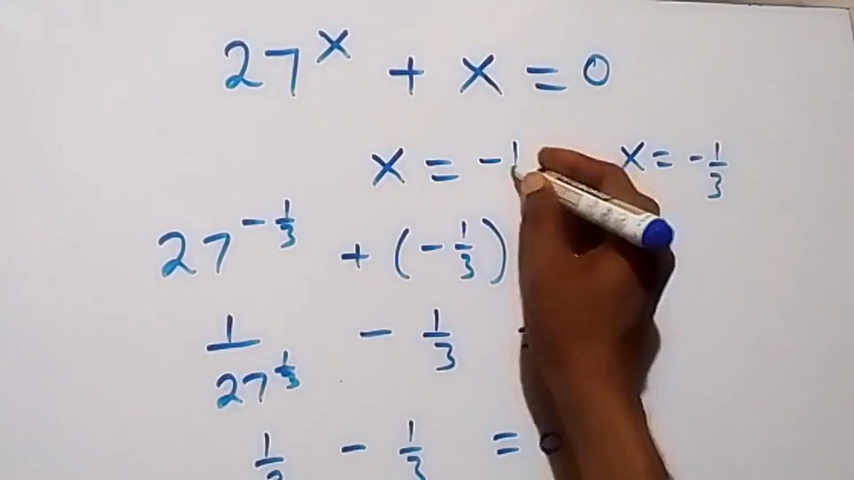 27^x + x = 0
x = -1 x = -1/3
27^(-1/3) + (-1/3)
1/27^(1/3) - 1/3
1/3 - 1/3 = 0